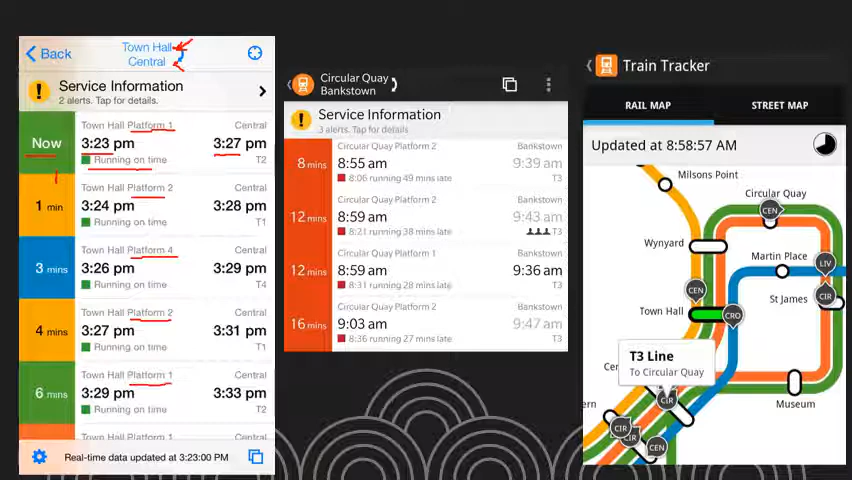 Back
Town Hall
Central
Service Information
2 alerts. Tap for details.
Now
Town Hall Platform 1 Central
3:23 pm 3:27 pm
Running on time T2
1 min
Town Hall Platform 2 Central
3:24 pm 3:28 pm
Running on time T1
3 mins
Town Hall Platform 4 Central
3:26 pm 3:29 pm
Running on time T4
4 mins
Town Hall Platform 2 Central
3:27 pm 3:31 pm
Running on time T1
6 mins
Town Hall Platform 1 Central
3:29 pm 3:33 pm
Running on time T2
Town Hall Platform 1 Central
Real-time data updated at 3:23:00 PM
Circular Quay
Bankstown
Service Information
3 alerts. Tap for details
8 mins
Circular Quay Platform 2 Bankstown
8:55 am 9:39 am
8:06 running 49 mins late T3
12 mins
Circular Quay Platform 2 Bankstown
8:59 am 9:43 am
8:21 running 38 mins late T3
12 mins
Circular Quay Platform 1 Bankstown
8:59 am 9:36 am
8:31 running 28 mins late T3
16 mins
Circular Quay Platform 2 Bankstown
9:03 am 9:47 am
8:36 running 27 mins late T3
Train Tracker
RAIL MAP STREET MAP
Updated at 8:58:57 AM
Milsons Point
Circular Quay
CEN
Wynyard
Martin Place
LIV
St James
CIR
CEN
Town Hall
CRO
T3 Line
To Circular Quay
Ce
CIR
Museum
ern
CIR
CIR
CEN